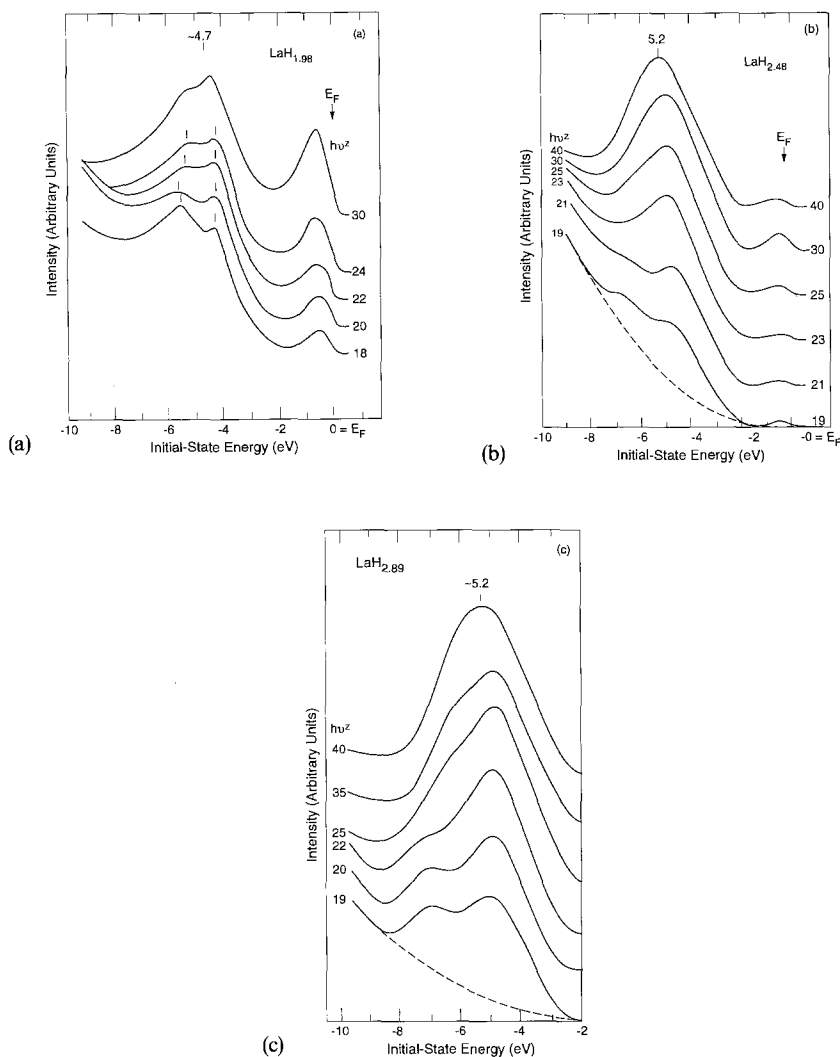 (a)
~4.7
LaH1.98
EF
hυz
30
24
22
20
18
Intensity (Arbitrary Units)
-10 -8 -6 -4 -2 0 = EF
Initial-State Energy (eV)
(a)
(b)
5.2
LaH2.48
EF
hυz
40
30
25
23
21
19
40
30
25
23
21
19
Intensity (Arbitrary Units)
-10 -8 -6 -4 -2 -0 = EF
Initial-State Energy (eV)
(b)
(c)
LaH2.89
~5.2
hυz
40
35
25
22
20
19
Intensity (Arbitrary Units)
-10 -8 -6 -4 -2
Initial-State Energy (eV)
(c)